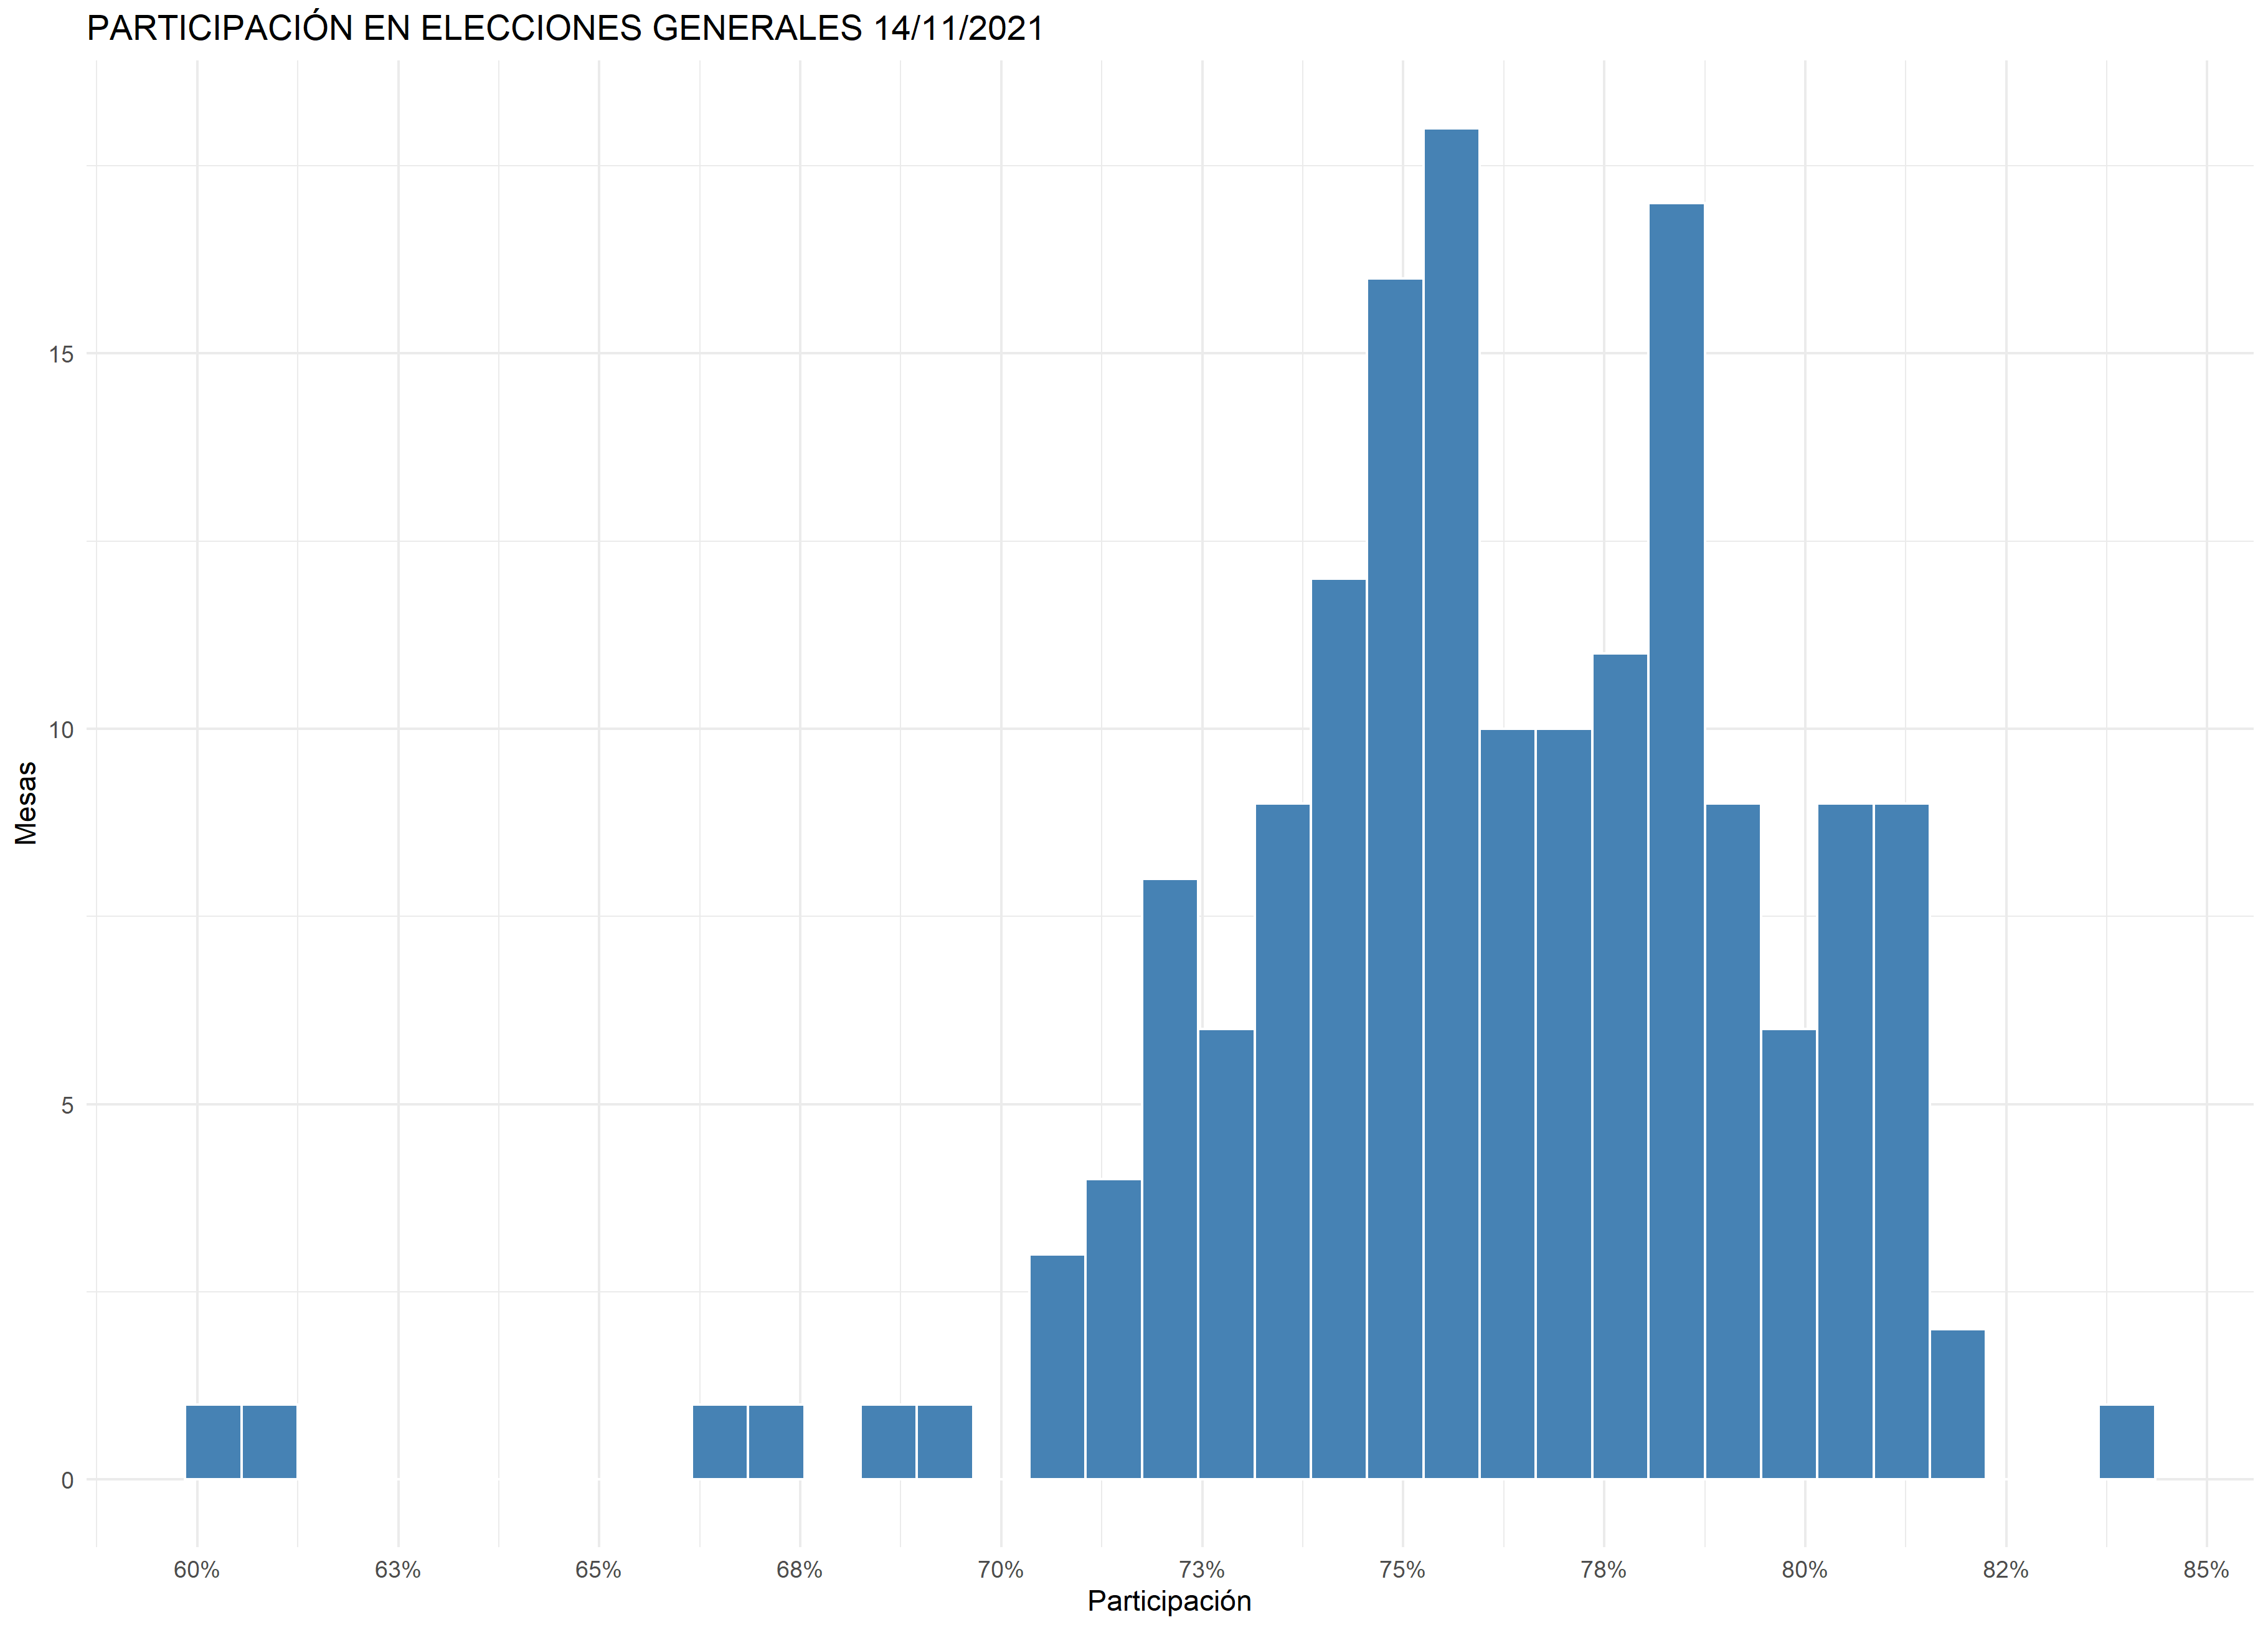 PARTICIPACIÓN EN ELECCIONES GENERALES 14/11/2021
Mesas
15
10
5
0
60% 63% 65% 68% 70% 73% 75% 78% 80% 82% 85%
Participación